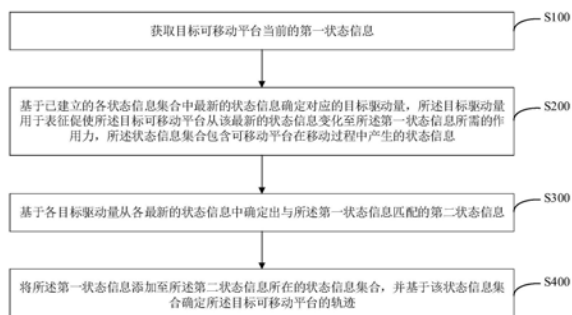 获取目标可移动平台当前的第一状态信息
S100
基于已建立的各状态信息集合中最新的状态信息确定对应的目标驱动量，所述目标驱动量
用于表征促使所述目标可移动平台从该最新的状态信息变化至所述第一状态信息所需的作
用力，所述状态信息集合包含可移动平台在移动过程中产生的状态信息
S200
基于各目标驱动量从各最新的状态信息中确定出与所述第一状态信息匹配的第二状态信息
S300
将所述第一状态信息添加至所述第二状态信息所在的状态信息集合，并基于该状态信息集
合确定所述目标可移动平台的轨迹
S400